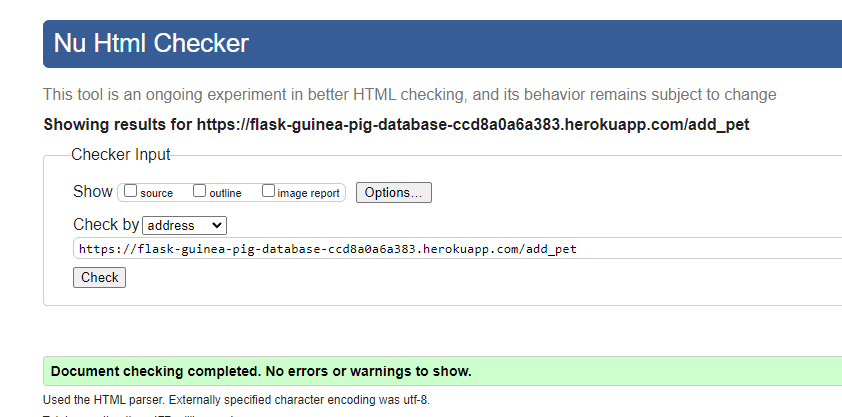 Nu Html Checker
This tool is an ongoing experiment in better HTML checking, and its behavior remains subject to change
Showing results for https://flask-guinea-pig-database-ccd8a0a6a383.herokuapp.com/add_pet
Checker Input
Show source outline image report Options...
Check by address
https://flask-guinea-pig-database-ccd8a0a6a383.herokuapp.com/add_pet
Check
Document checking completed. No errors or warnings to show.
Used the HTML parser. Externally specified character encoding was utf-8.